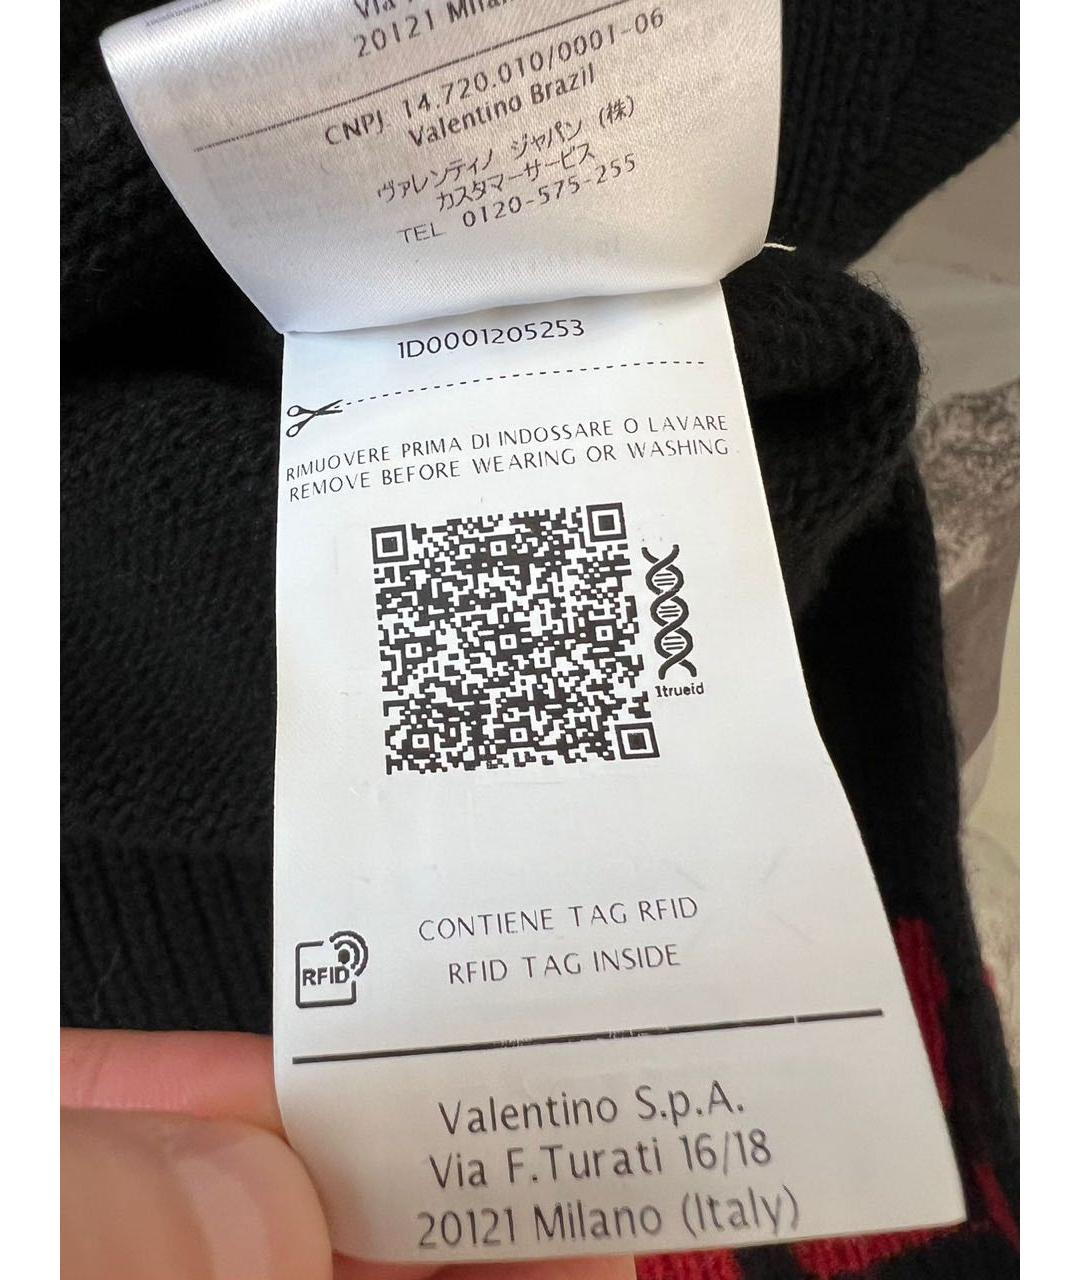 20121
CNPJ 14.720.010/0001-06
Valentino Brazil
ヴァレンティノ ジャパン (株)
カスタマーサービス
TEL 0120-575-255
1D0001205253
RIMUOVERE PRIMA DI INDOSSARE O LAVARE
REMOVE BEFORE WEARING OR WASHING
1trueid
CONTIENE TAG RFID
RFID
RFID TAG INSIDE
Valentino S.p.A.
Via F.Turati 16/18
20121 Milano (Italy)